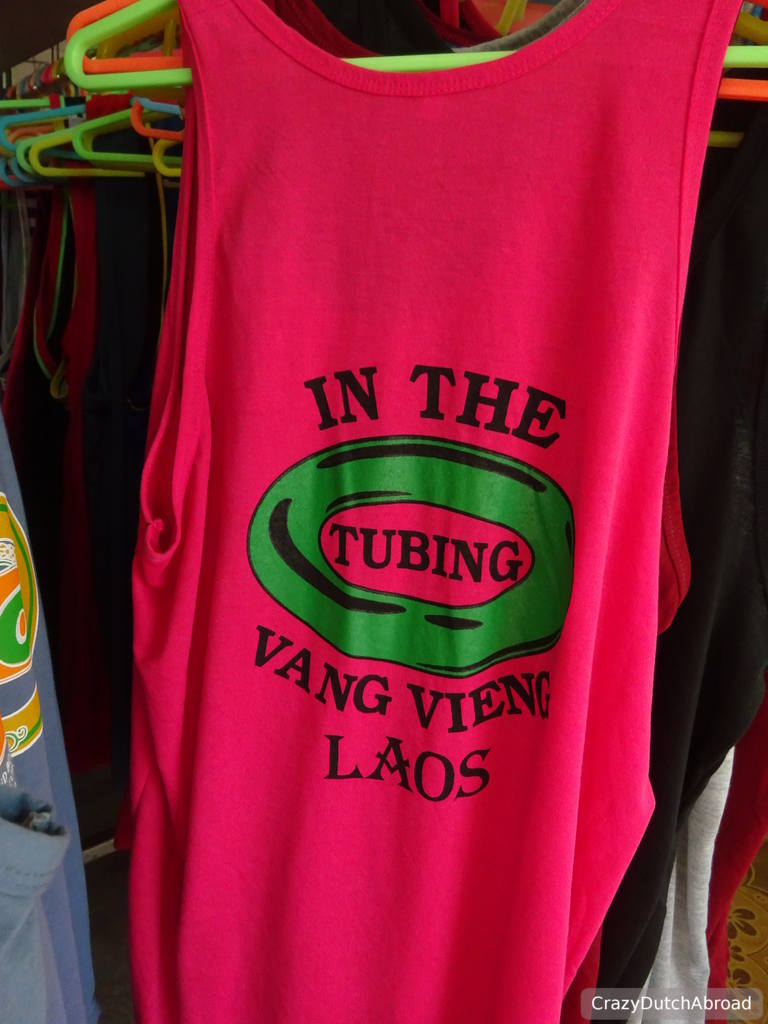 IN THE
TUBING
VANG VIENG
LAOS
CrazyDutchAbroad